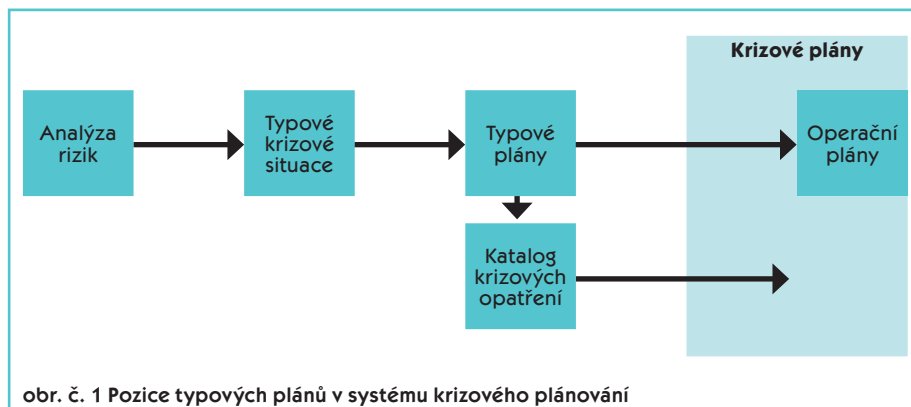 Krizové plány
Analýza
rizik
Typové
krizové
situace
Typové
plány
Operační
plány
Katalog
krizových
opatření
obr. č. 1 Pozice typových plánů v systému krizového plánování